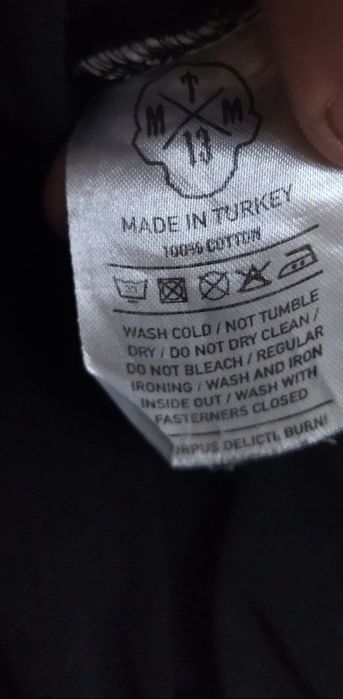 T
M M
13
MADE IN TURKEY
100% COTTON
WASH COLD / NOT TUMBLE
DRY / DO NOT DRY CLEAN /
DO NOT BLEACH / REGULAR
IRONING / WASH AND IRON
INSIDE OUT / WASH WITH
FASTERNERS CLOSED
DELICTI, BURN!